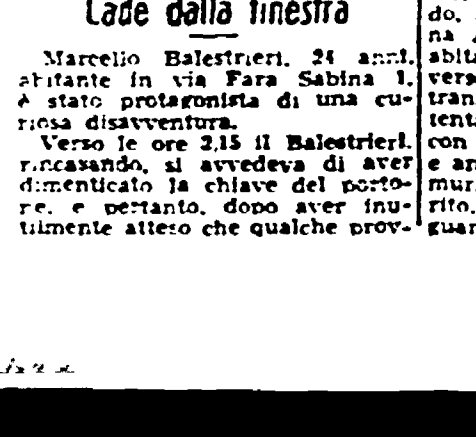 Cade dalla finestra
Marcello Balestrieri, 24 anni,
abitante in via Fara Sabina 1,
è stato protagonista di una cu-
riosa disavventura.
Verso le ore 2,15 il Balestrieri,
rincasando, si avvedeva di aver
dimenticato la chiave del porto-
ne, e pertanto, dopo aver inu-
tilmente atteso che qualche prov-
do,
na
abita
vers
tran
tent
con
e an
mur
rito.
guar